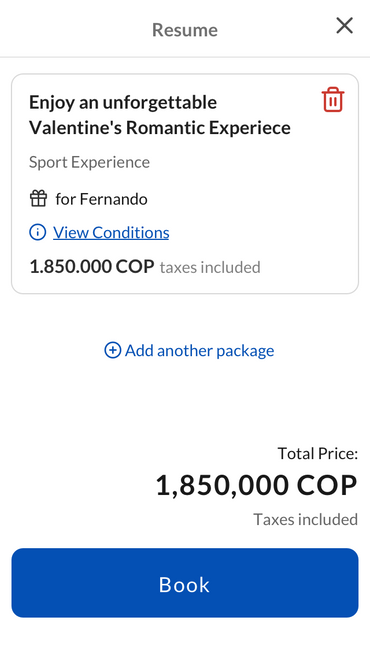 Resume
Enjoy an unforgettable
Valentine's Romantic Experiece
Sport Experience
for Fernando
View Conditions
1.850.000 COP taxes included
Add another package
Total Price:
1,850,000 COP
Taxes included
Book